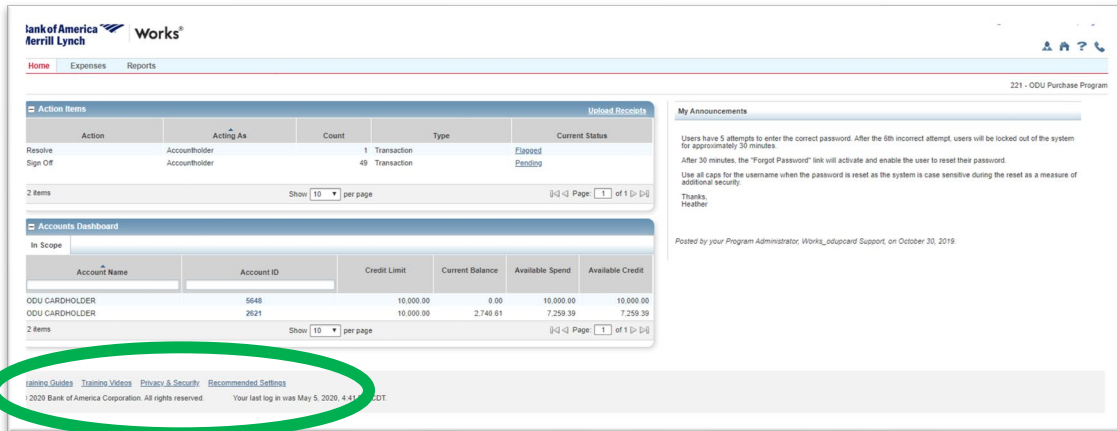 Bank of America
Merrill Lynch
Works®
Home Expenses Reports
221 - ODU Purchase Program
Action Items Upload Receipts
Action Acting As Count Type Current Status
Resolve Accountholder 1 Transaction Flagged
Sign Off Accountholder 49 Transaction Pending
2 items Show 10 per page Page: 1 of 1
Accounts Dashboard
In Scope
Account Name Account ID Credit Limit Current Balance Available Spend Available Credit
ODU CARDHOLDER 5648 10,000.00 0.00 10,000.00 10,000.00
ODU CARDHOLDER 2621 10,000.00 2,740.61 7,259.39 7,259.39
2 items Show 10 per page Page: 1 of 1
My Announcements
Users have 5 attempts to enter the correct password. After the 6th incorrect attempt, users will be locked out of the system
for approximately 30 minutes.
After 30 minutes, the "Forgot Password" link will activate and enable the user to reset their password.
Use all caps for the username when the password is reset as the system is case sensitive during the reset as a measure of
additional security.
Thanks,
Heather
Posted by your Program Administrator, Works_odupcard Support, on October 30, 2019.
Training Guides Training Videos Privacy & Security Recommended Settings
2020 Bank of America Corporation. All rights reserved. Your last log in was May 5, 2020, 4:41 CDT.